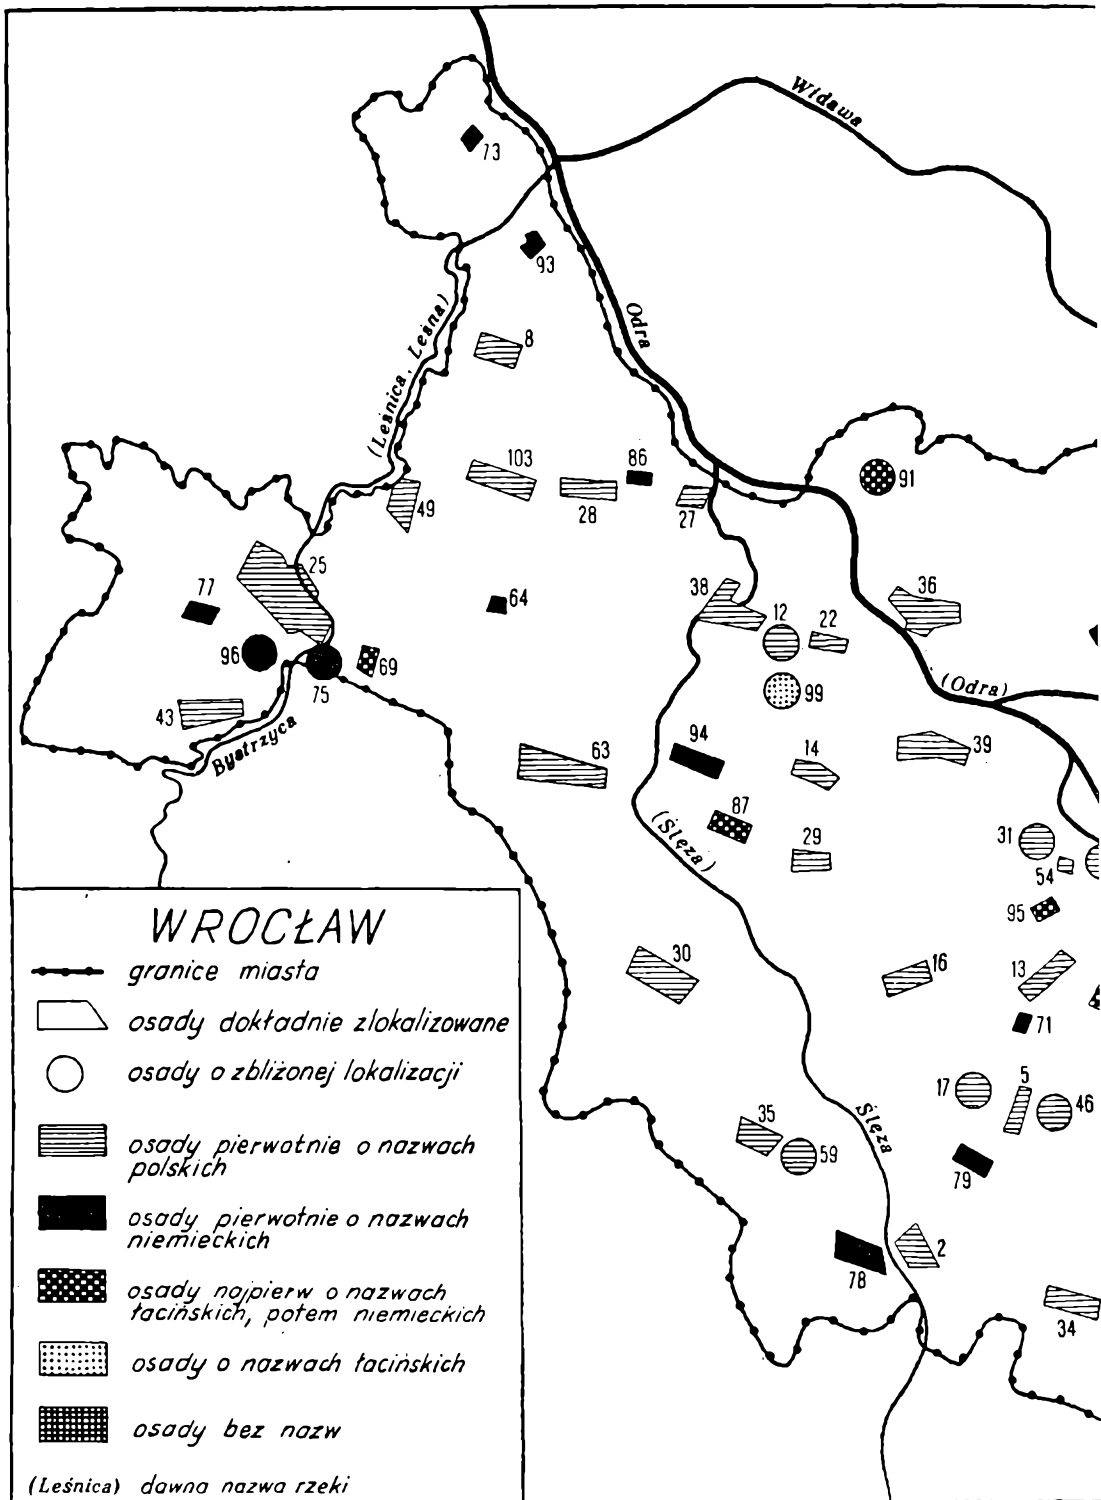 Widawa
73
93
(Leśnica, Leśna)
Odra
8
103
86
91
49
28
27
25
77
64
38
12
22
36
96
75
69
99
(Odra)
43
Bystrzyca
63
94
14
39
87
(Ślęza)
29
31
54
95
30
16
13
71
17
5
46
35
59
Ślęza
79
78
2
34
WROCŁAW
granice miasta
osady dokładnie zlokalizowane
osady o zbliżonej lokalizacji
osady pierwotnie o nazwach
polskich
osady pierwotnie o nazwach
niemieckich
osady najpierw o nazwach
łacińskich, potem niemieckich
osady o nazwach łacińskich
osady bez nazw
(Leśnica) dawna nazwa rzeki